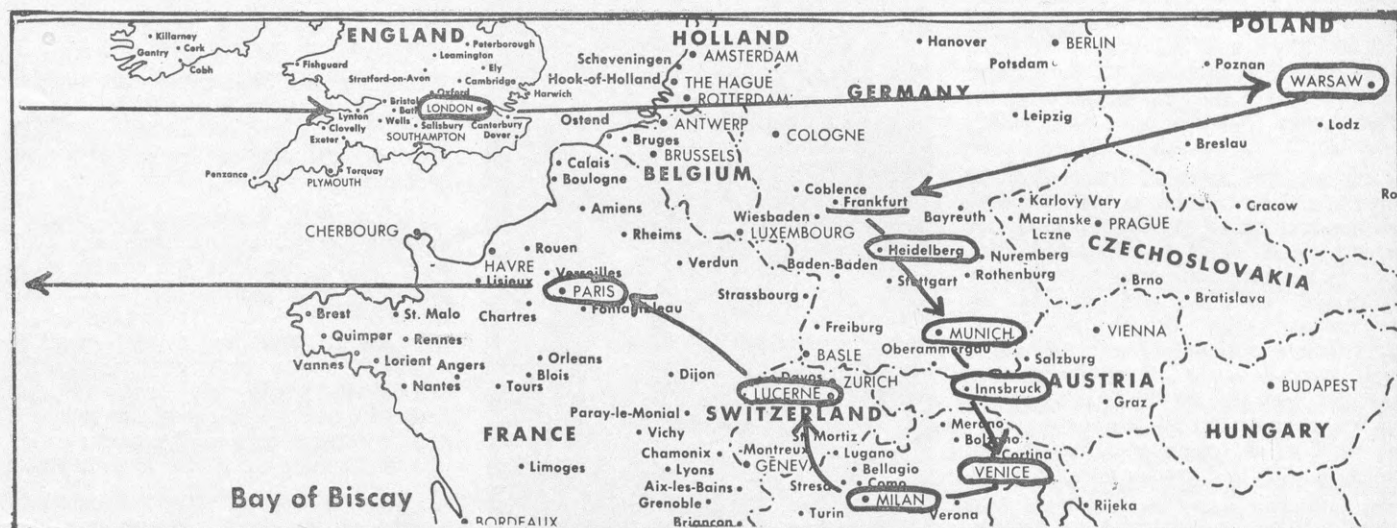 ENGLAND
HOLLAND
POLAND
Killarney
Gantry
Cork
Cobh
Fishguard
Peterborough
Leamington
Ely
Stratford-on-Avon
Cambridge
Oxford
Harwich
Scheveningen
AMSTERDAM
Hook-of-Holland
THE HAGUE
ROTTERDAM
Hanover
BERLIN
Potsdam
Poznan
WARSAW
GERMANY
Leipzig
Lodz
Breslau
Bristol
Bath
Lynton
Wells
Clovelly
Exeter
LONDON
Salisbury
SOUTHAMPTON
Canterbury
Dover
Ostend
ANTWERP
Bruges
COLOGNE
BRUSSELS
BELGIUM
Penzance
Torquay
PLYMOUTH
Calais
Boulogne
Coblence
Frankfurt
Amiens
Wiesbaden
Bayreuth
Karlovy Vary
Marianske
Lczne
PRAGUE
Cracow
CHERBOURG
Rheims
LUXEMBOURG
Heidelberg
CZECHOSLOVAKIA
Rouen
HAVRE
Lisieux
Versailles
Verdun
Baden-Baden
Nuremberg
Rothenburg
Stuttgart
Brno
Bratislava
PARIS
Strassbourg
Chartres
Brest
St. Malo
Quimper
Rennes
Vannes
Lorient
Angers
Nantes
Freiburg
MUNICH
Oberammergau
VIENNA
Salzburg
Orleans
Blois
Tours
Dijon
BASLE
ZURICH
LUCERNE
Innsbruck
AUSTRIA
Graz
BUDAPEST
Paray-le-Monial
SWITZERLAND
HUNGARY
FRANCE
Vichy
Merano
Bolzano
Cortina
Chamonix
Montreux
St. Mortiz
Limoges
Lyons
GENEVA
Lugano
Bellagio
Como
VENICE
Bay of Biscay
Aix-les-Bains
Stresa
Grenoble
MILAN
Verona
Rijeka
Turin
Briancon
BORDEAUX